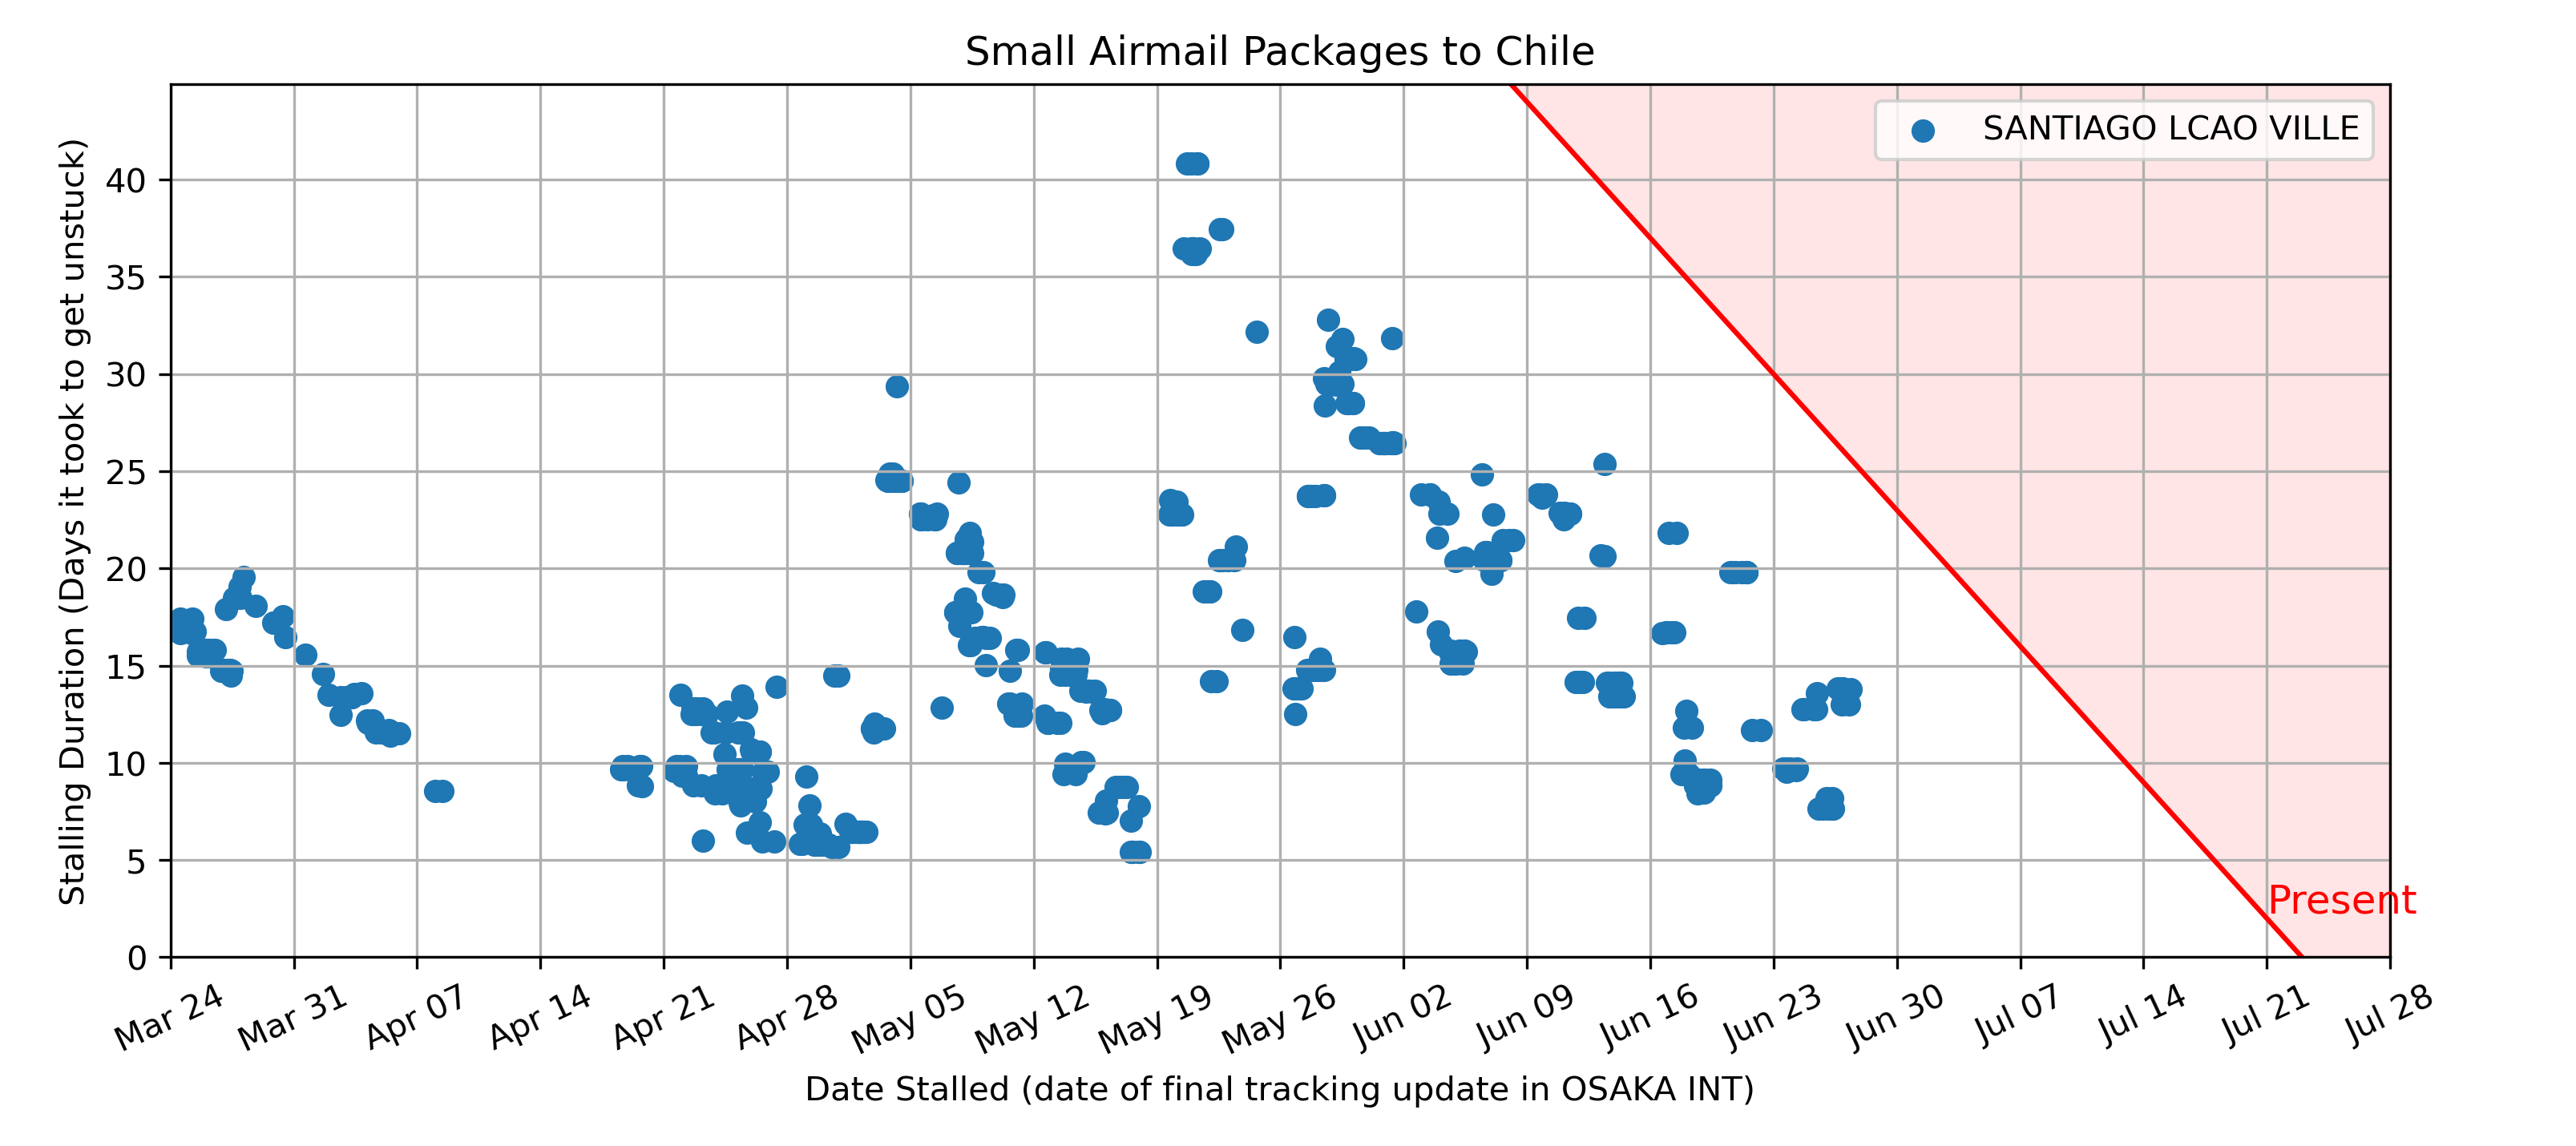 Small Airmail Packages to Chile
SANTIAGO LCAO VILLE
Stalling Duration (Days it took to get unstuck)
40
35
30
25
20
15
10
5
0
Present
Mar 24
Mar 31
Apr 07
Apr 14
Apr 21
Apr 28
May 05
May 12
May 19
May 26
Jun 02
Jun 09
Jun 16
Jun 23
Jun 30
Jul 07
Jul 14
Jul 21
Jul 28
Date Stalled (date of final tracking update in OSAKA INT)